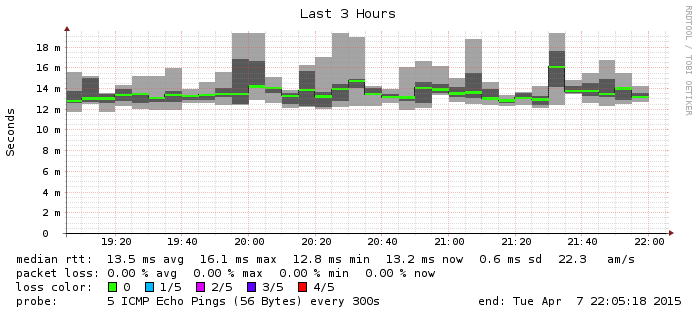 Last 3 Hours
RRDTOOL / TOBI OETIKER
Seconds
18 m
16 m
14 m
12 m
10 m
8 m
6 m
4 m
2 m
0
19:20 19:40 20:00 20:20 20:40 21:00 21:20 21:40 22:00
median rtt: 13.5 ms avg 16.1 ms max 12.8 ms min 13.2 ms now 0.6 ms sd 22.3 am/s
packet loss: 0.00 % avg 0.00 % max 0.00 % min 0.00 % now
loss color: 0 1/5 2/5 3/5 4/5
probe: 5 ICMP Echo Pings (56 Bytes) every 300s end: Tue Apr 7 22:05:18 2015